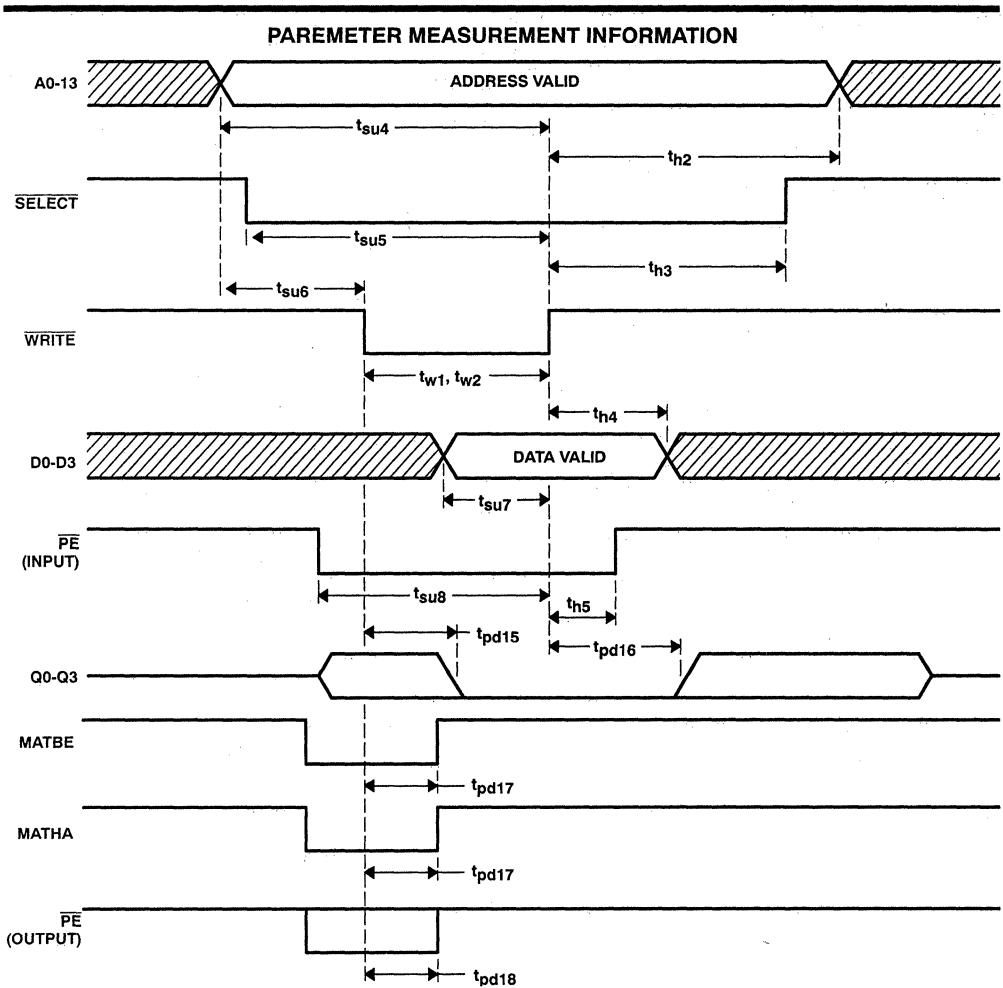 PAREMETER MEASUREMENT INFORMATION
A0-13
ADDRESS VALID
tsu4
th2
SELECT
tsu5
th3
tsu6
WRITE
tw1, tw2
th4
D0-D3
DATA VALID
tsu7
PE
(INPUT)
tsu8
th5
tpd15
tpd16
Q0-Q3
MATBE
tpd17
MATHA
tpd17
PE
(OUTPUT)
tpd18